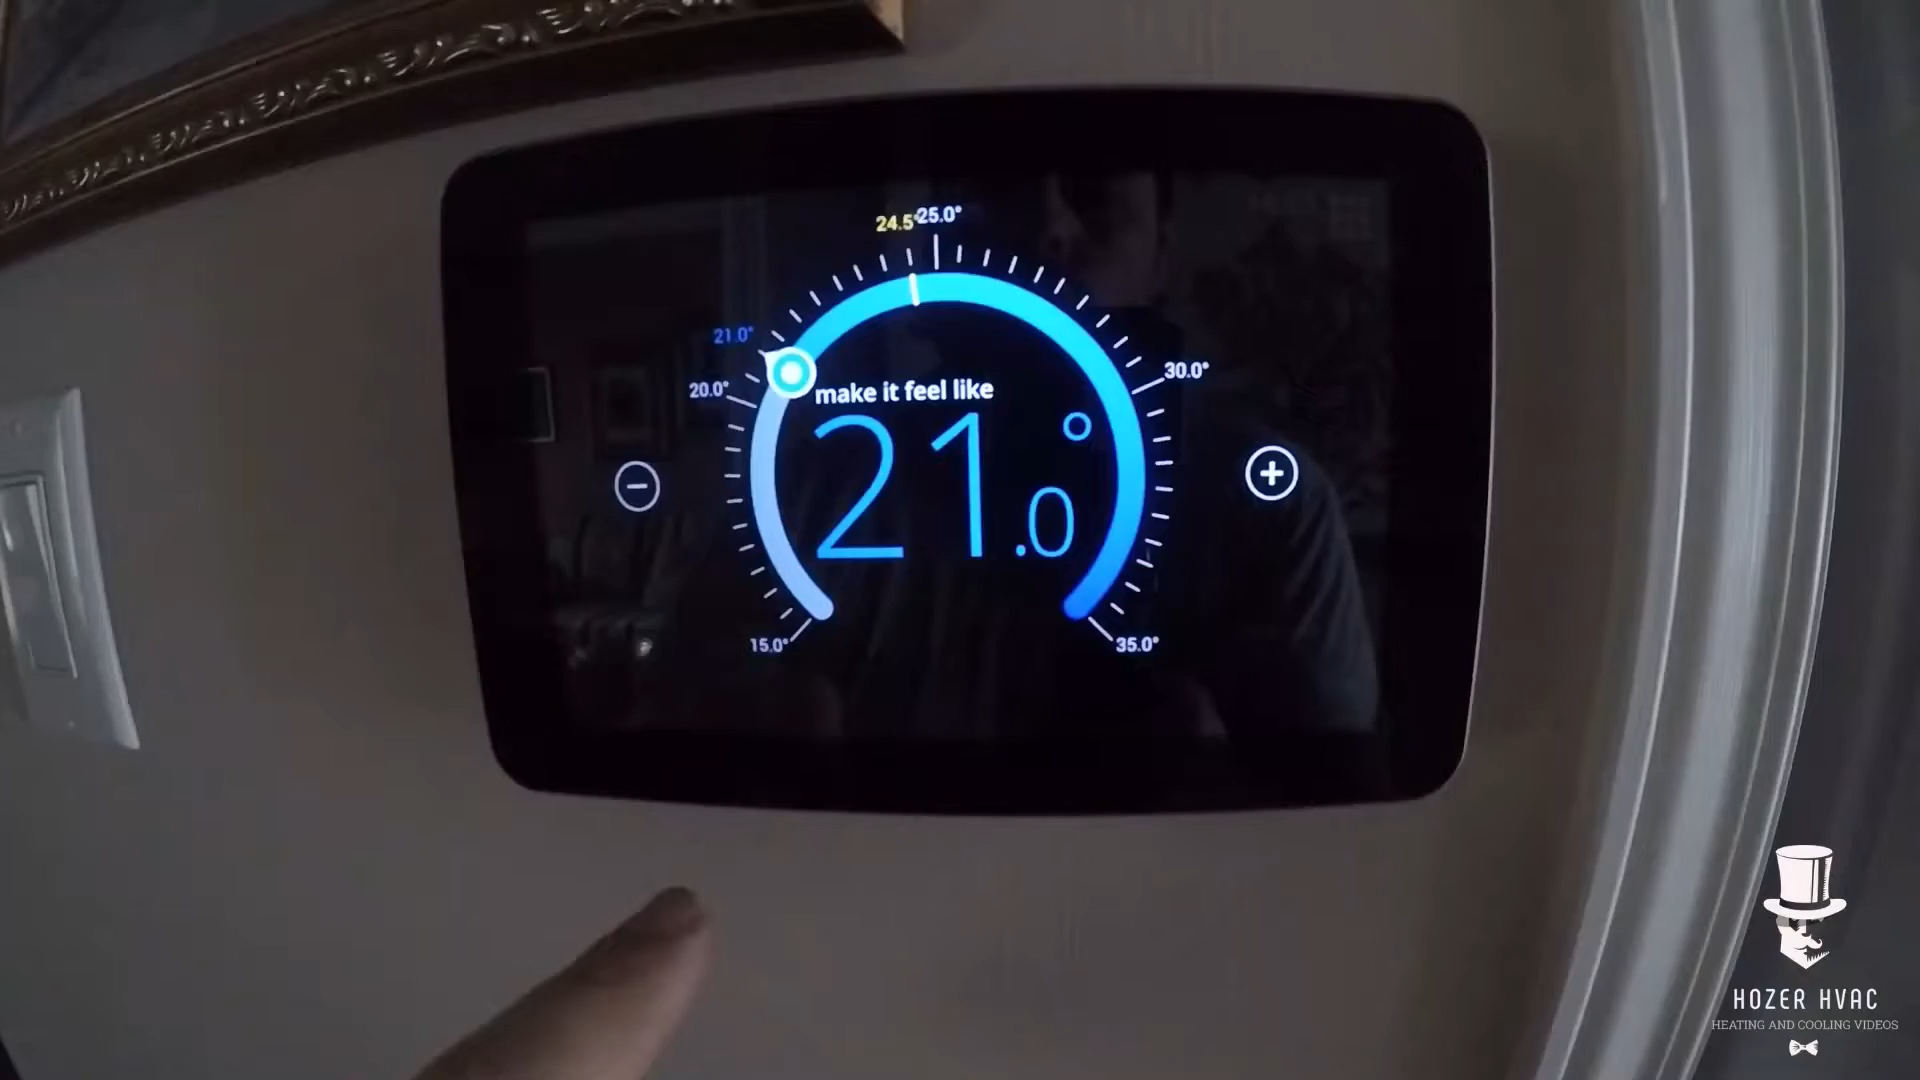 24.5°
25.0°
21.0°
20.0°
30.0°
make it feel like
21.0°
15.0°
35.0°
HOZER HVAC
HEATING AND COOLING VIDEOS